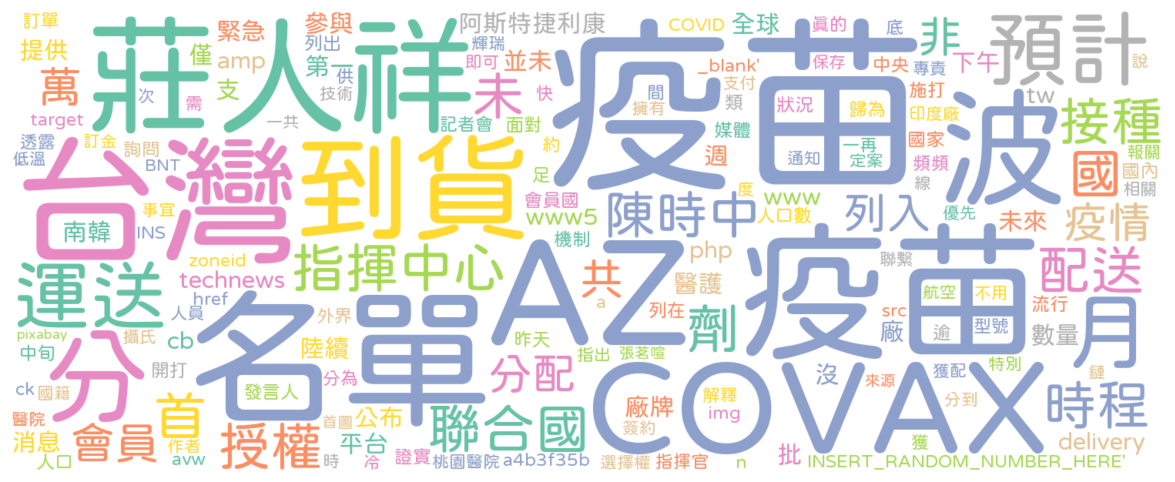 訂單 緊急 參與 阿斯特捷利康 COVID 全球 真的 底 非 預計
提供 莊人祥 列出 輝瑞 疫苗 保存 中央 專責 下午 說
僅 第一 即可 並未 _blank' 支付
萬 amp 供 未 快 間 類 施打 tw
次 支 技術 擁有 狀況 歸為 印度廠 波 接種
target 需 一共 記者會 面對 媒體 一再 國家
透露 訂金 到貨 約 週 通知 定案 頻頻 國 報關
低溫 台灣 詢問 BNT 足 度 線 國內
會員國 www 相關
事宜 www5 陳時中 人口數 列入 優先 未來 疫情
南韓 INS 機制
zoneid 指揮中心 AZ php 聯繫
運送 technews 共 醫護 疫苗 配送
href a 航空 不用
人員 名單 外界 列在 劑 src 流行 月
pixabay 攝氏 cb 昨天 廠 逾 型號 數量
中旬 分 陸續 指出 張茗喧
開打 分配 沒 獲配 特別 鏈
ck 國籍 發言人 分為 COVAX 解釋 來源 分到 時程
醫院 首 首圖 公布 聯合國 廠牌 img
消息 作者 授權 平台 簽約 獲 delivery
會員 證實
人口 avw 時 冷 桃園醫院 a4b3f35b 選擇權 指揮官 n 批 INSERT_RANDOM_NUMBER_HERE'